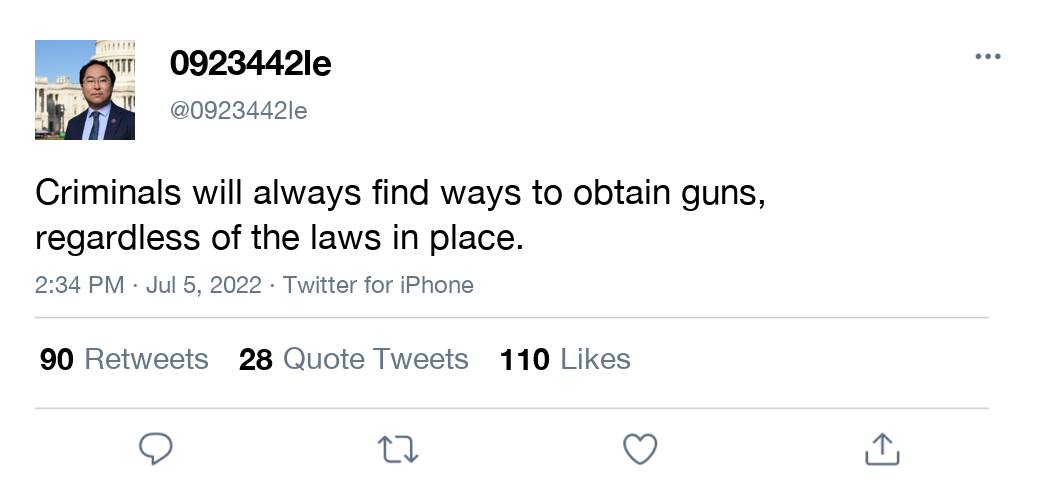 0923442le
@0923442le
Criminals will always find ways to obtain guns,
regardless of the laws in place.
2:34 PM · Jul 5, 2022 · Twitter for iPhone
90 Retweets 28 Quote Tweets 110 Likes